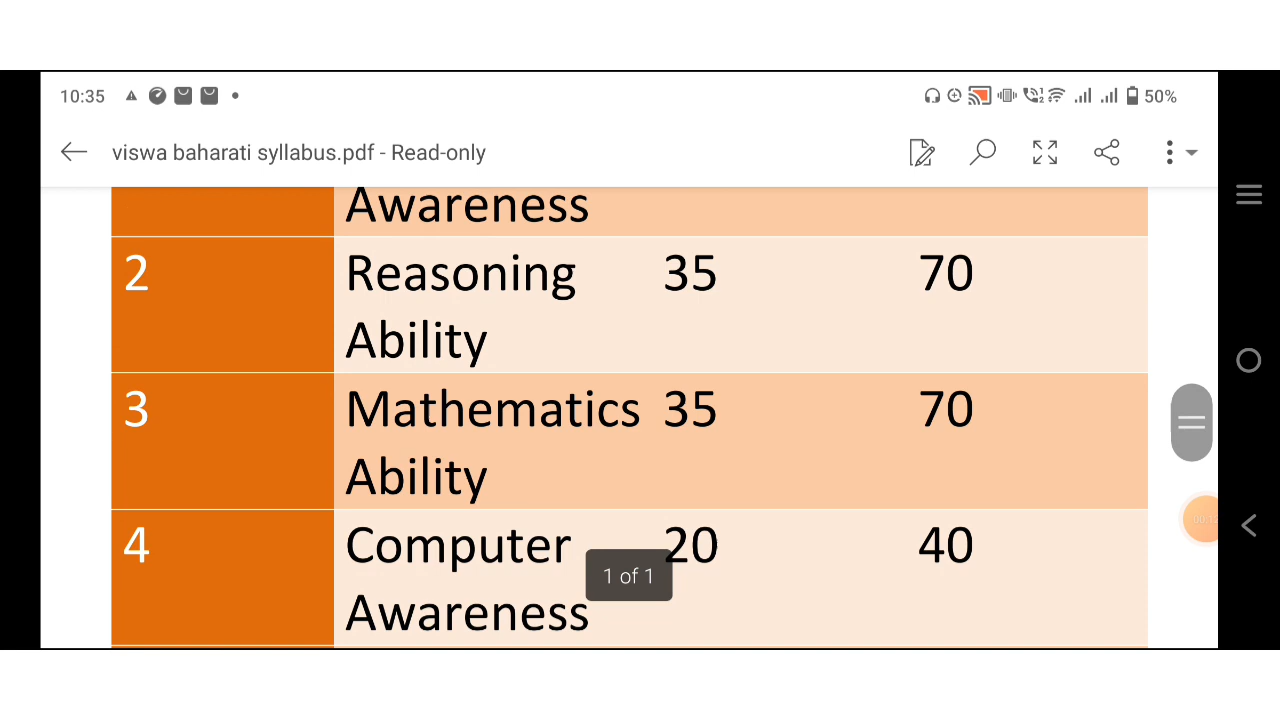 10:35 50%
viswa baharati syllabus.pdf - Read-only
Awareness
2 Reasoning 35 70
Ability
3 Mathematics 35 70
Ability
4 Computer 20 40
1 of 1
Awareness